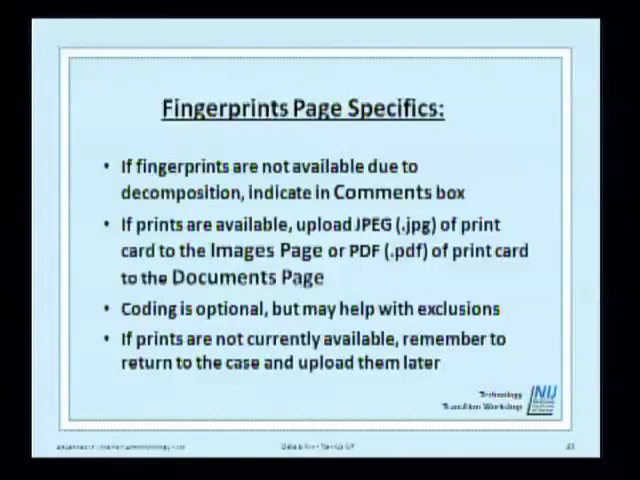 Fingerprints Page Specifics:
• If fingerprints are not available due to
decomposition, indicate in Comments box
• If prints are available, upload JPEG (.jpg) of print
card to the Images Page or PDF (.pdf) of print card
to the Documents Page
• Coding is optional, but may help with exclusions
• If prints are not currently available, remember to
return to the case and upload them later
Technology
Transition Workshop
NIJ